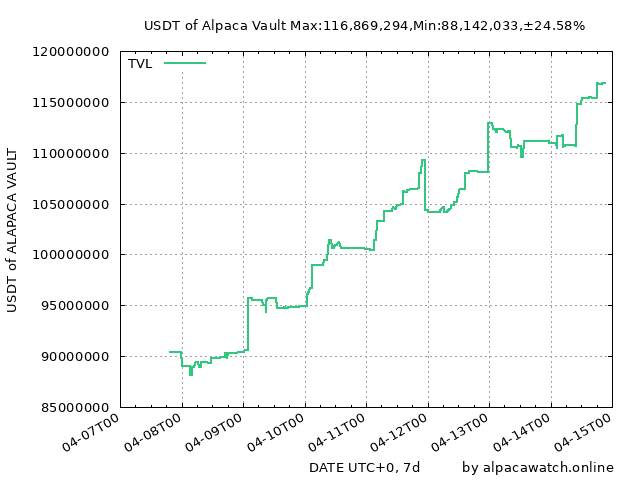 USDT of Alpaca Vault Max:116,869,294,Min:88,142,033,±24.58%
120000000
TVL
115000000
110000000
105000000
100000000
95000000
90000000
85000000
USDT of ALAPACA VAULT
04-07T00
04-08T00
04-09T00
04-10T00
04-11T00
04-12T00
04-13T00
04-14T00
04-15T00
DATE UTC+0, 7d
by alpacawatch.online